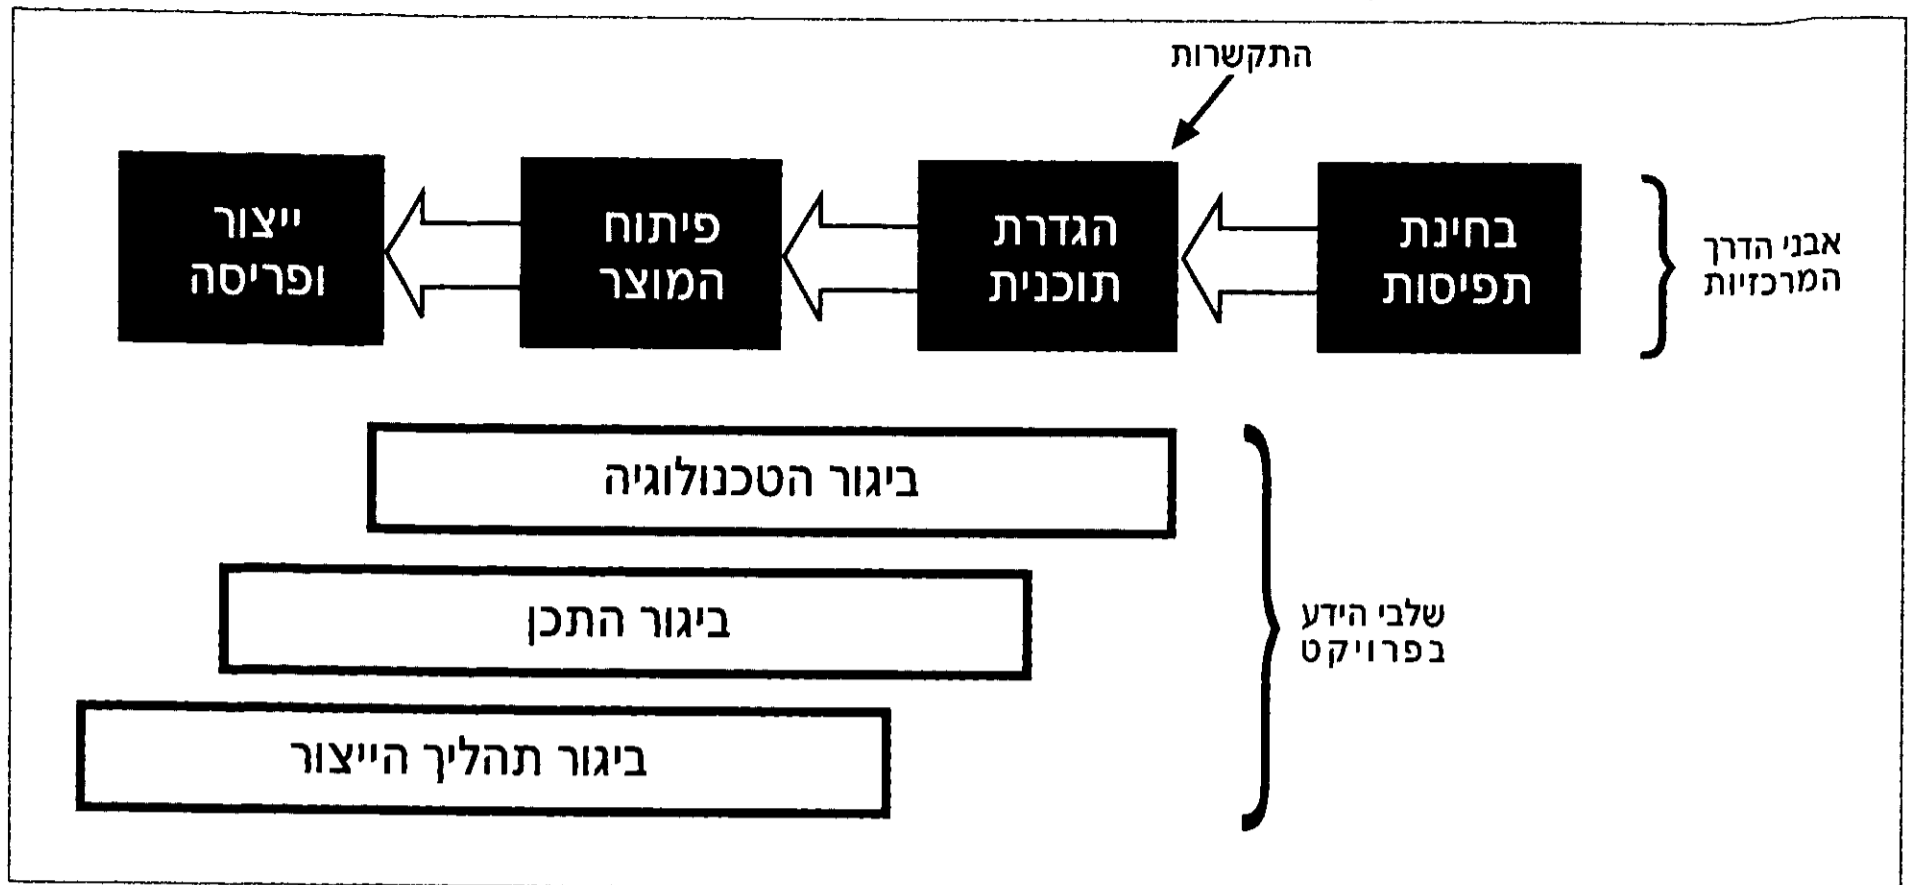 התקשרות
בחינת
תפיסות
הגדרת
תוכנית
פיתוח
המוצר
ייצור
ופריסה
אבני הדרך
המרכזיות
ביגור הטכנולוגיה
ביגור התכן
ביגור תהליך הייצור
שלבי הידע
בפרויקט